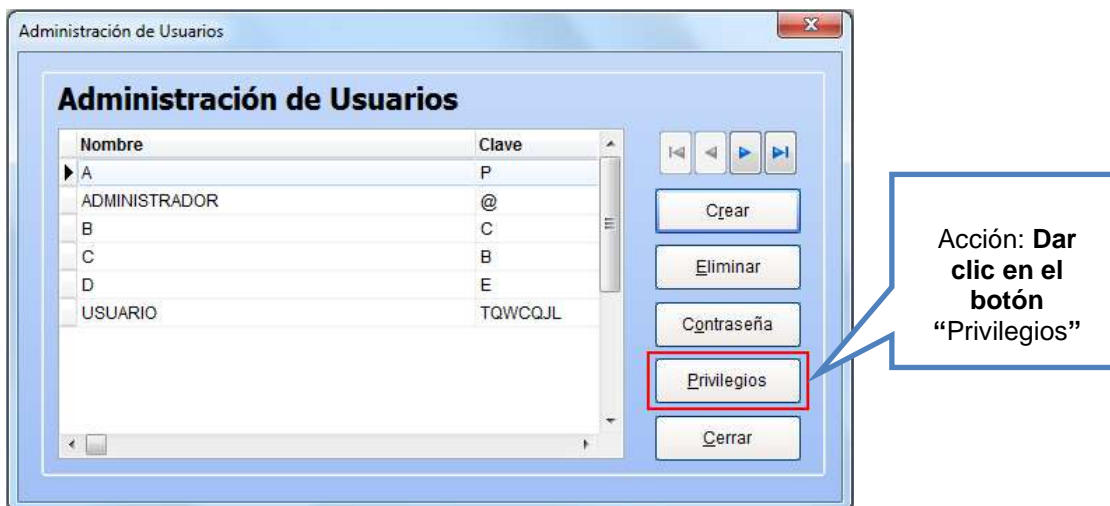 Administración de Usuarios
Administración de Usuarios
Nombre Clave
A P
ADMINISTRADOR @
B C
C B
D E
USUARIO TQWCQJL
Crear
Eliminar
Contraseña
Privilegios
Cerrar
Acción: Dar
clic en el
botón
“Privilegios”